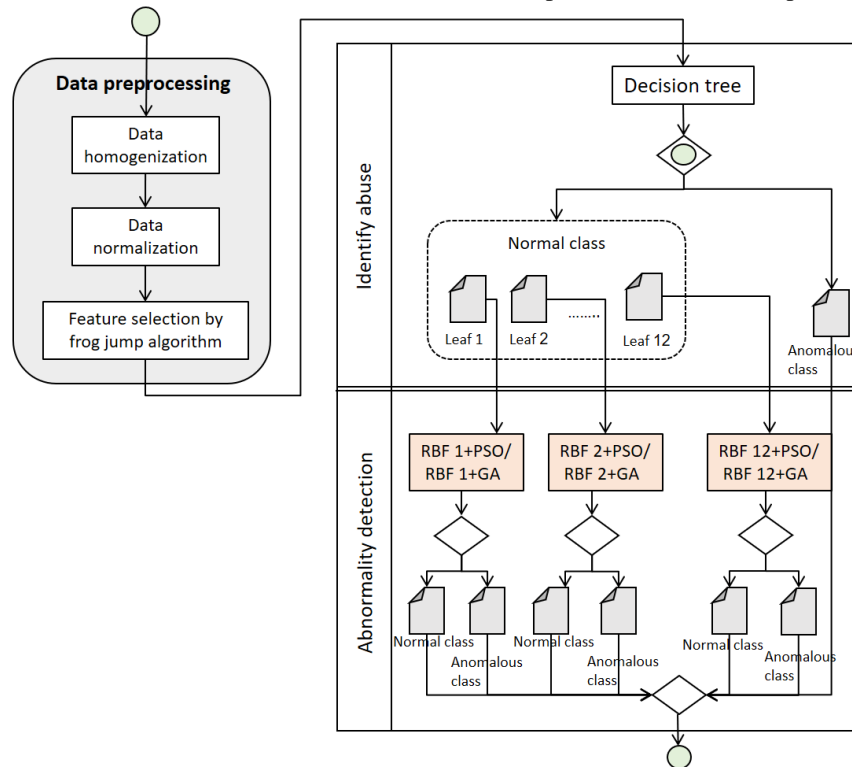 Data preprocessing
Data
homogenization
Data
normalization
Feature selection by
frog jump algorithm
Identify abuse
Decision tree
Normal class
Leaf 1
Leaf 2
........
Leaf 12
Anomalous
class
Abnormality detection
RBF 1+PSO/
RBF 1+GA
RBF 2+PSO/
RBF 2+GA
RBF 12+PSO/
RBF 12+GA
Normal class
Anomalous
class
Normal class
Anomalous
class
Normal class
Anomalous
class